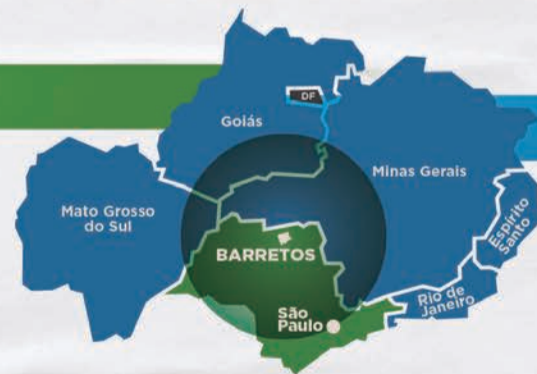 DF
Goiás
Minas Gerais
Mato Grosso
do Sul
Espírito
Santo
BARRETOS
Rio de
Janeiro
São
Paulo